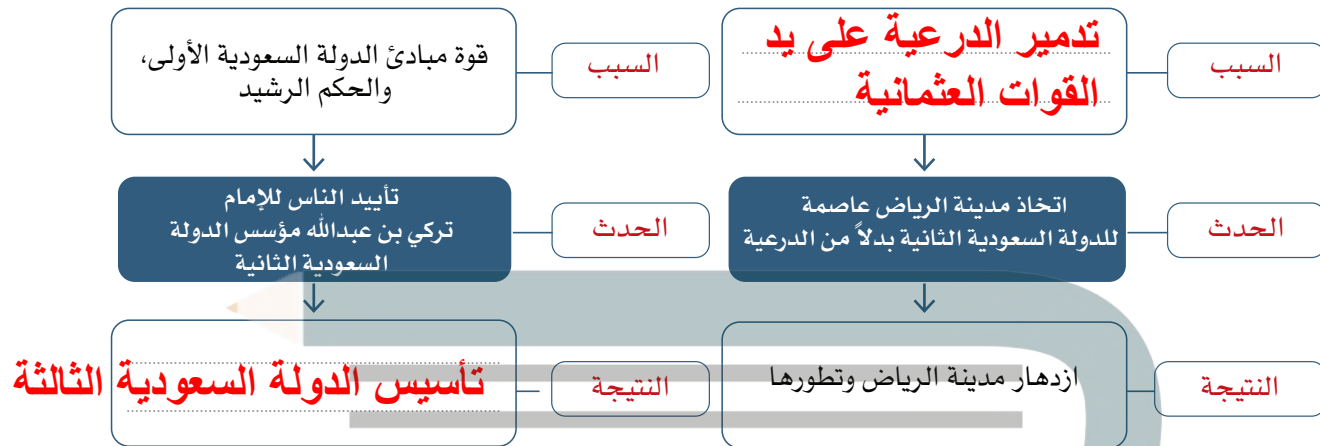 السبب
تدمير الدرعية على يد
القوات العثمانية
الحدث
اتخاذ مدينة الرياض عاصمة
للدولة السعودية الثانية بدلاً من الدرعية
النتيجة
ازدهار مدينة الرياض وتطورها
السبب
قوة مبادئ الدولة السعودية الأولى،
والحكم الرشيد
الحدث
تأييد الناس للإمام
تركي بن عبدالله مؤسس الدولة
السعودية الثانية
النتيجة
تأسيس الدولة السعودية الثالثة